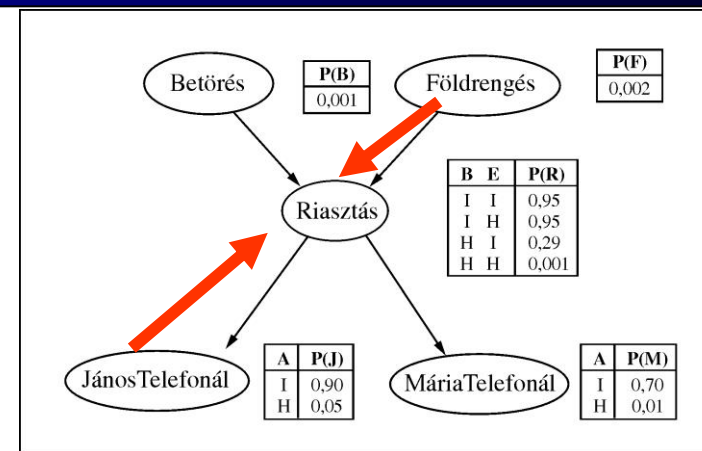 Betörés
P(B)
0,001
Földrengés
P(F)
0,002
Riasztás
B E P(R)
I I 0,95
I H 0,95
H I 0,29
H H 0,001
JánosTelefonál
A P(J)
I 0,90
H 0,05
MáriaTelefonál
A P(M)
I 0,70
H 0,01